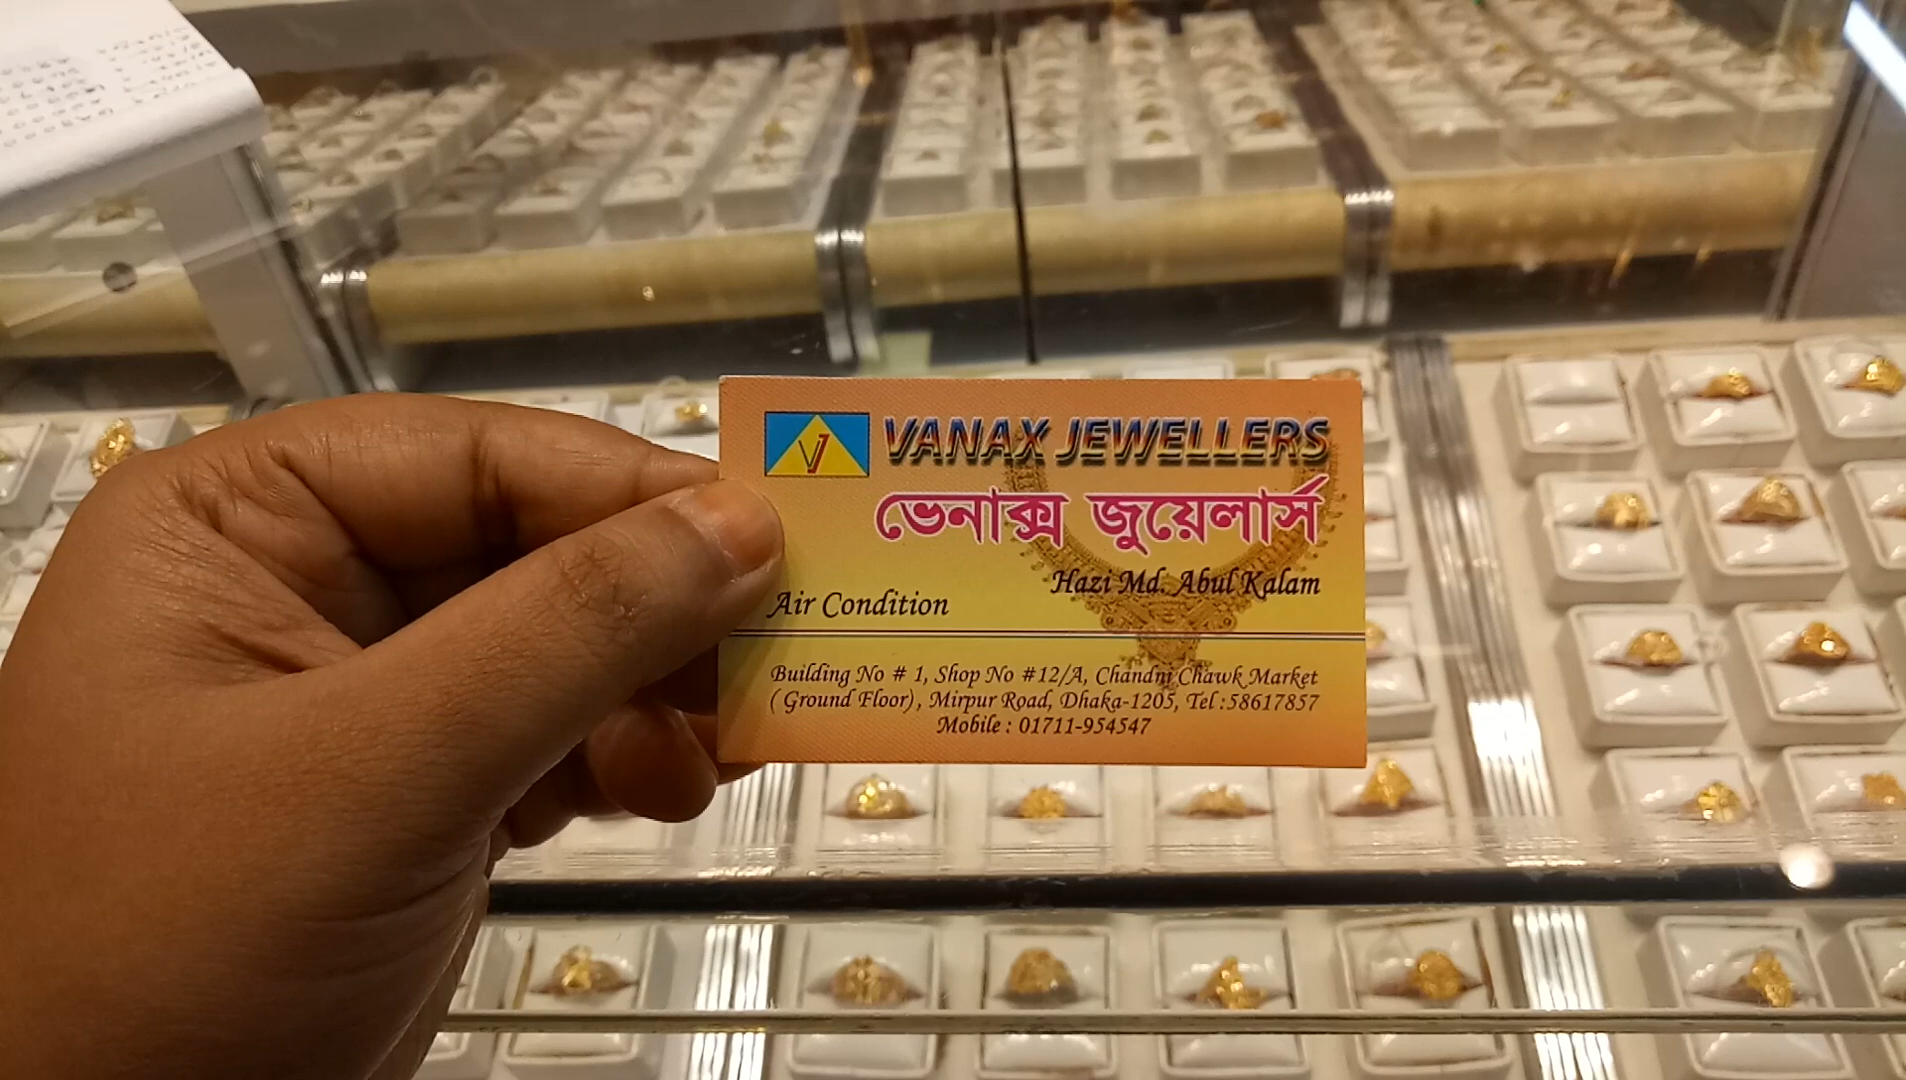 VJ
VANAX JEWELLERS
ভেনাক্স জুয়েলার্স
Hazi Md. Abul Kalam
Air Condition
Building No # 1, Shop No #12/A, Chandni Chawk Market
( Ground Floor) , Mirpur Road, Dhaka-1205, Tel :58617857
Mobile : 01711-954547